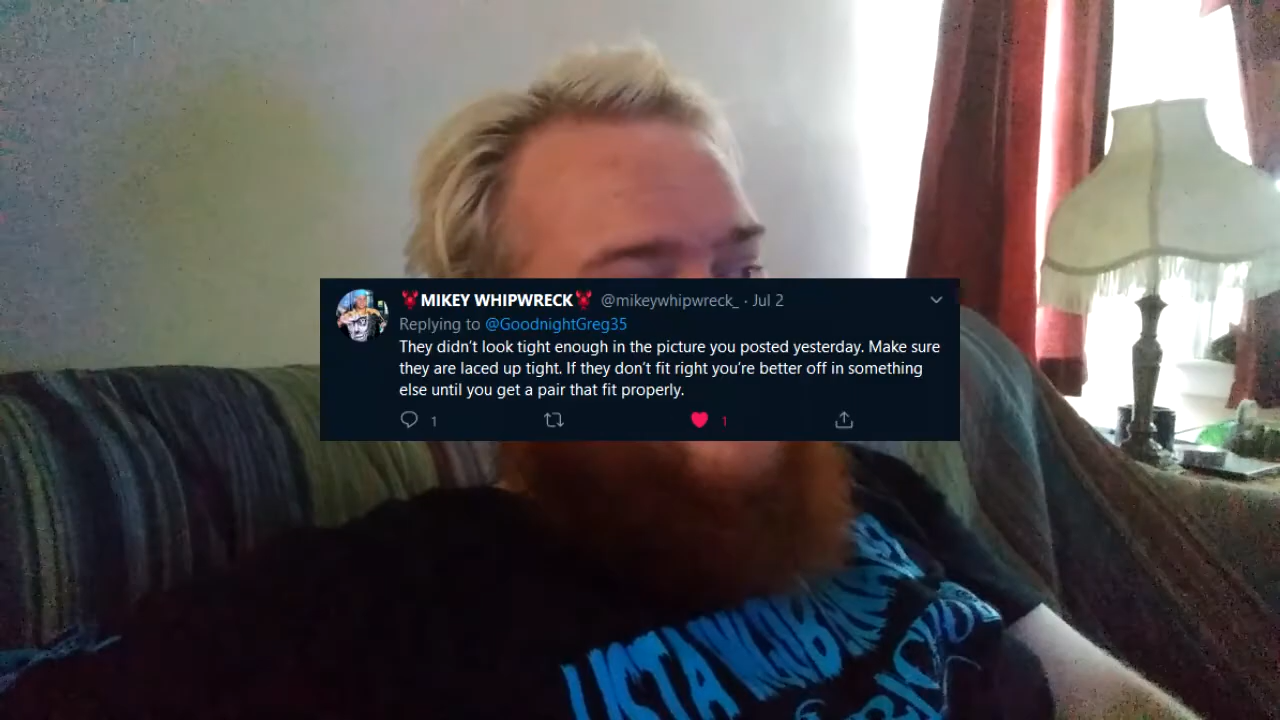 MIKEY WHIPWRECK @mikeywhipwreck_ · Jul 2
Replying to @GoodnightGreg35
They didn't look tight enough in the picture you posted yesterday. Make sure
they are laced up tight. If they don't fit right you're better off in something
else until you get a pair that fit properly.
1 1